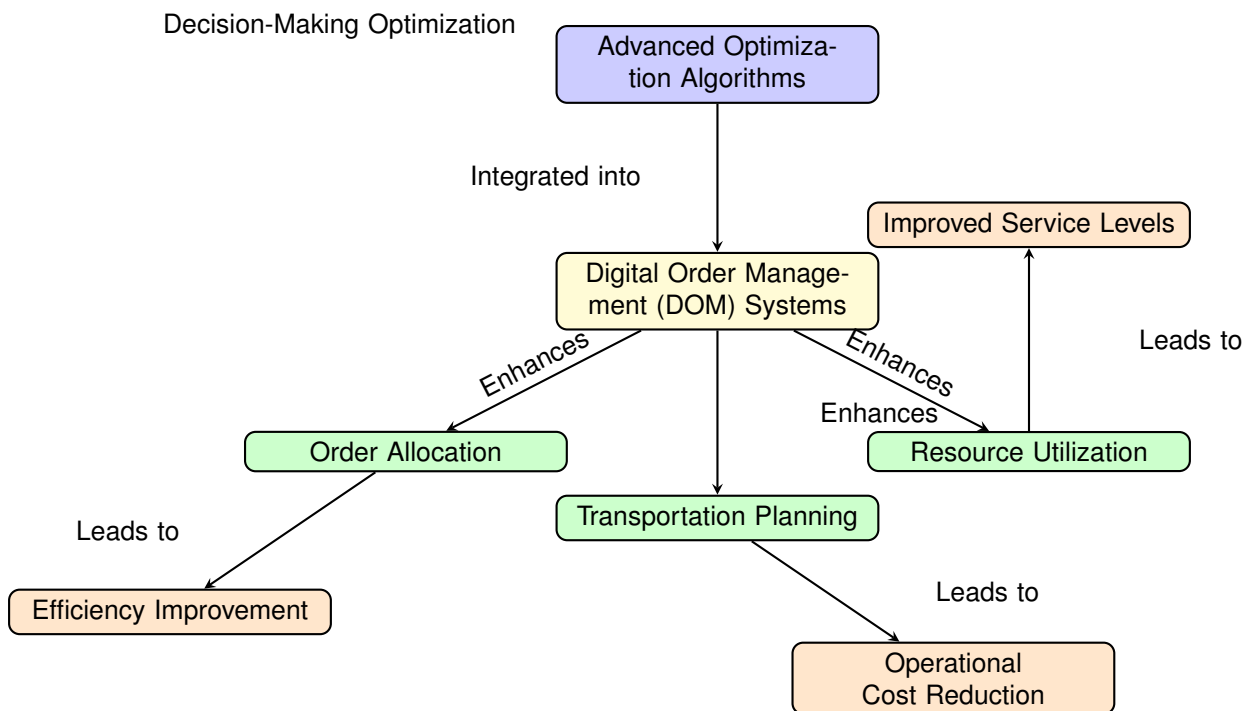 Decision-Making Optimization
Advanced Optimiza-
tion Algorithms
Integrated into
Improved Service Levels
Digital Order Manage-
ment (DOM) Systems
Leads to
Enhances
Enhances
Enhances
Order Allocation
Resource Utilization
Transportation Planning
Leads to
Efficiency Improvement
Leads to
Operational
Cost Reduction